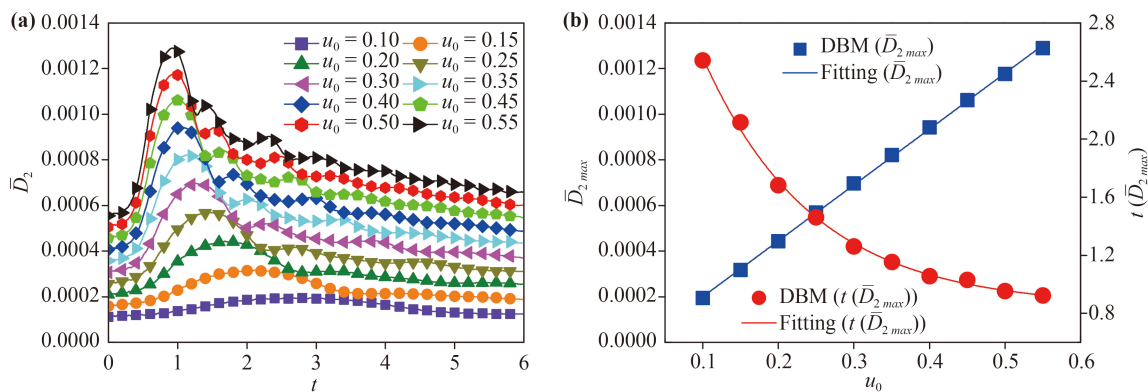 (a)
0.0014
0.0012
0.0010
0.0008
0.0006
0.0004
0.0002
0.0000
D̅₂
u₀ = 0.10 u₀ = 0.15
u₀ = 0.20 u₀ = 0.25
u₀ = 0.30 u₀ = 0.35
u₀ = 0.40 u₀ = 0.45
u₀ = 0.50 u₀ = 0.55
0 1 2 3 4 5 6
t
(b)
0.0014
0.0012
0.0010
0.0008
0.0006
0.0004
0.0002
0.0000
D̅₂ max
DBM (D̅₂ max)
Fitting (D̅₂ max)
DBM (t (D̅₂ max))
Fitting (t (D̅₂ max))
2.8
2.4
2.0
1.6
1.2
0.8
t (D̅₂ max)
0.1 0.2 0.3 0.4 0.5 0.6
u₀